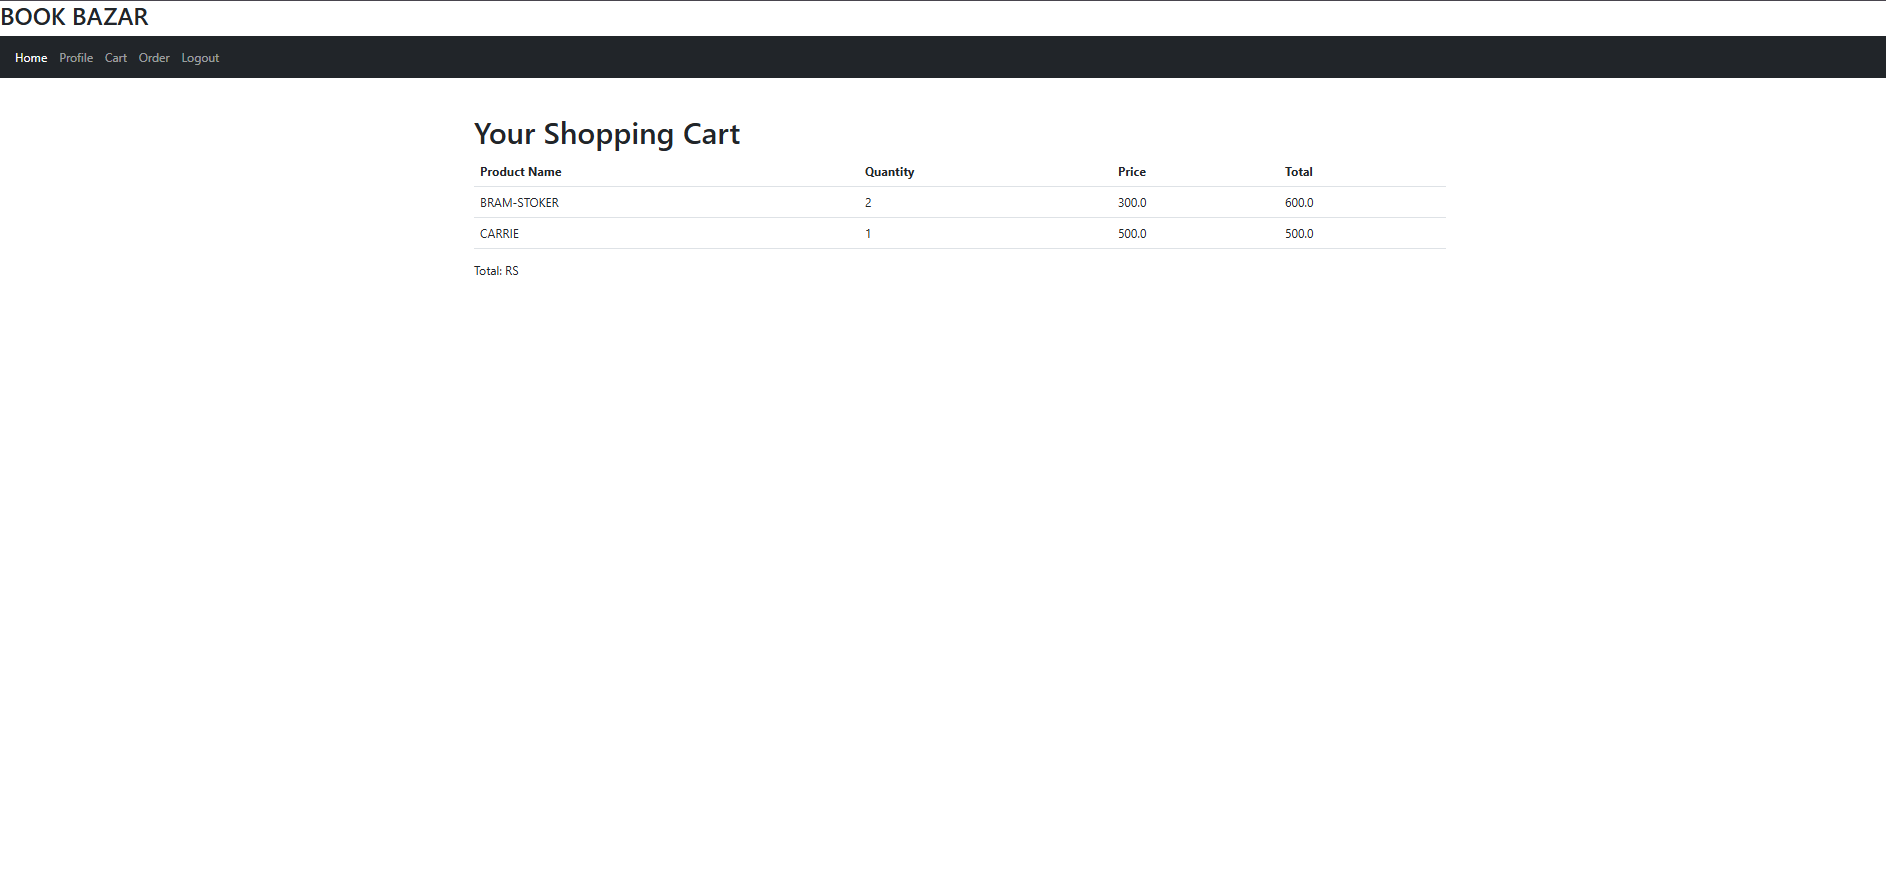 BOOK BAZAR
Home Profile Cart Order Logout
Your Shopping Cart
Product Name Quantity Price Total
BRAM-STOKER 2 300.0 600.0
CARRIE 1 500.0 500.0
Total: RS